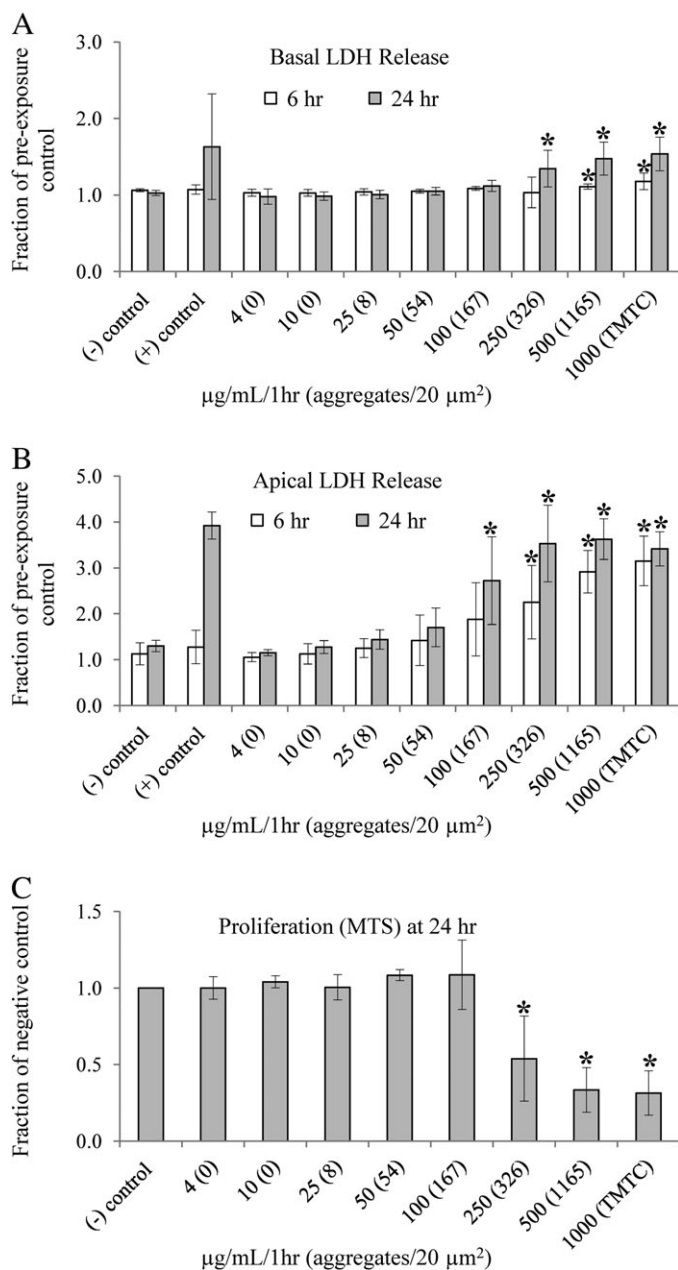 A
Basal LDH Release
6 hr 24 hr
Fraction of pre-exposure
control
3.0
2.0
1.0
0.0
* * * * *
(-) control (+) control 4 (0) 10 (0) 25 (8) 50 (54) 100 (167) 250 (326) 500 (1165) 1000 (TMTC)
µg/mL/1hr (aggregates/20 µm²)
B
Apical LDH Release
6 hr 24 hr
Fraction of pre-exposure
control
5.0
4.0
3.0
2.0
1.0
0.0
* * * * * * *
(-) control (+) control 4 (0) 10 (0) 25 (8) 50 (54) 100 (167) 250 (326) 500 (1165) 1000 (TMTC)
µg/mL/1hr (aggregates/20 µm²)
C
Proliferation (MTS) at 24 hr
Fraction of negative control
1.5
1.0
0.5
0.0
* * *
(-) control 4 (0) 10 (0) 25 (8) 50 (54) 100 (167) 250 (326) 500 (1165) 1000 (TMTC)
µg/mL/1hr (aggregates/20 µm²)